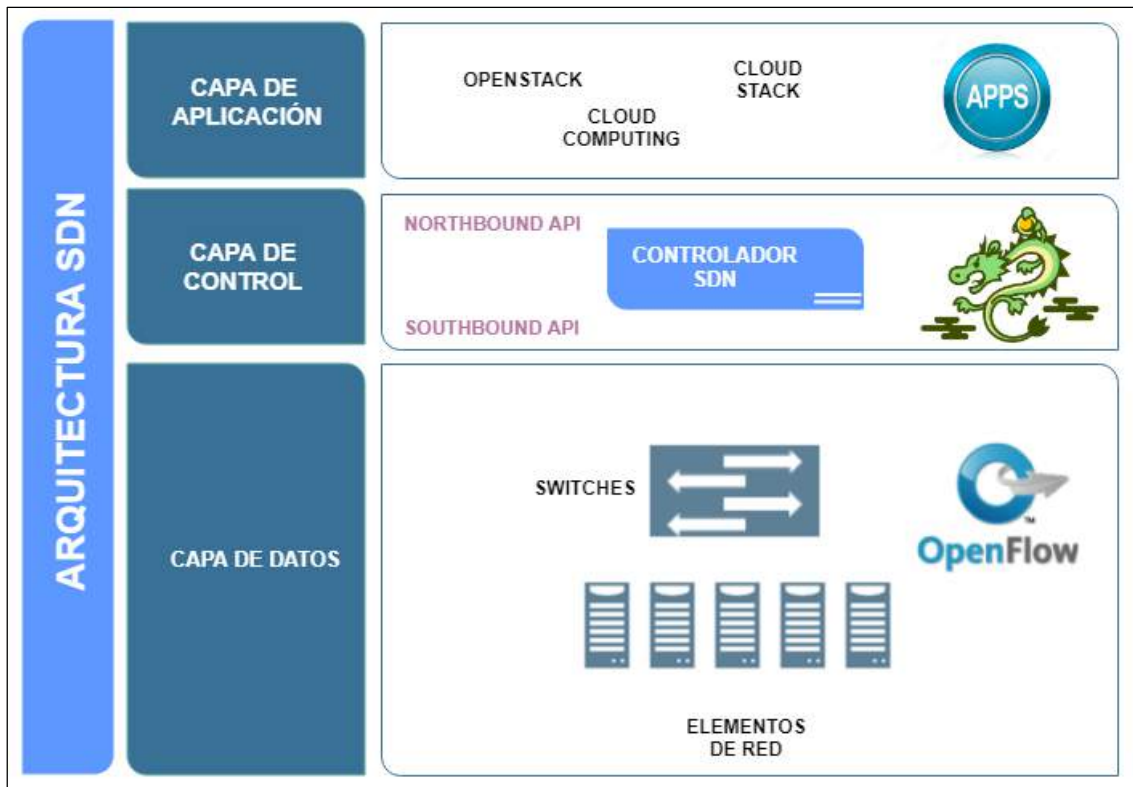 ARQUITECTURA SDN
CAPA DE
APLICACIÓN
OPENSTACK
CLOUD
STACK
CLOUD
COMPUTING
APPS
CAPA DE
CONTROL
NORTHBOUND API
CONTROLADOR
SDN
SOUTHBOUND API
CAPA DE DATOS
SWITCHES
TM
OpenFlow
ELEMENTOS
DE RED